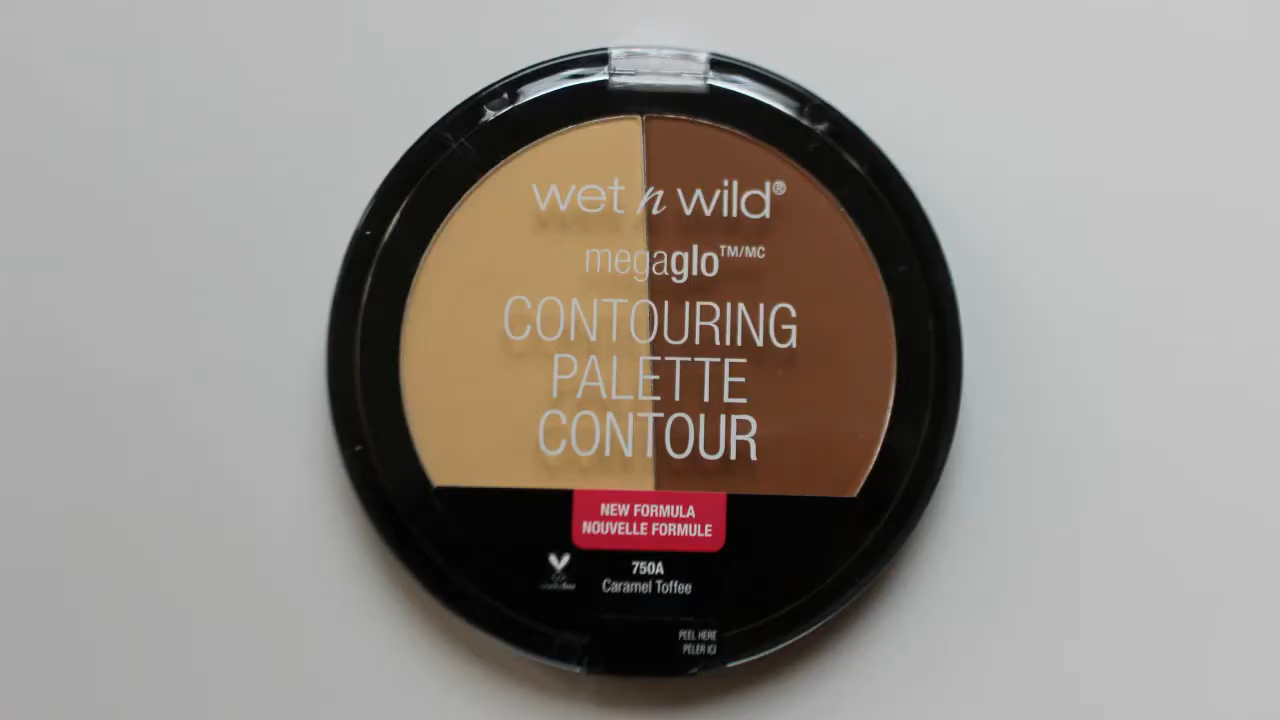 wet n wild®
megaglo™/MC
CONTOURING
PALETTE
CONTOUR
NEW FORMULA
NOUVELLE FORMULE
750A
Caramel Toffee
PEEL HERE
PELER ICI